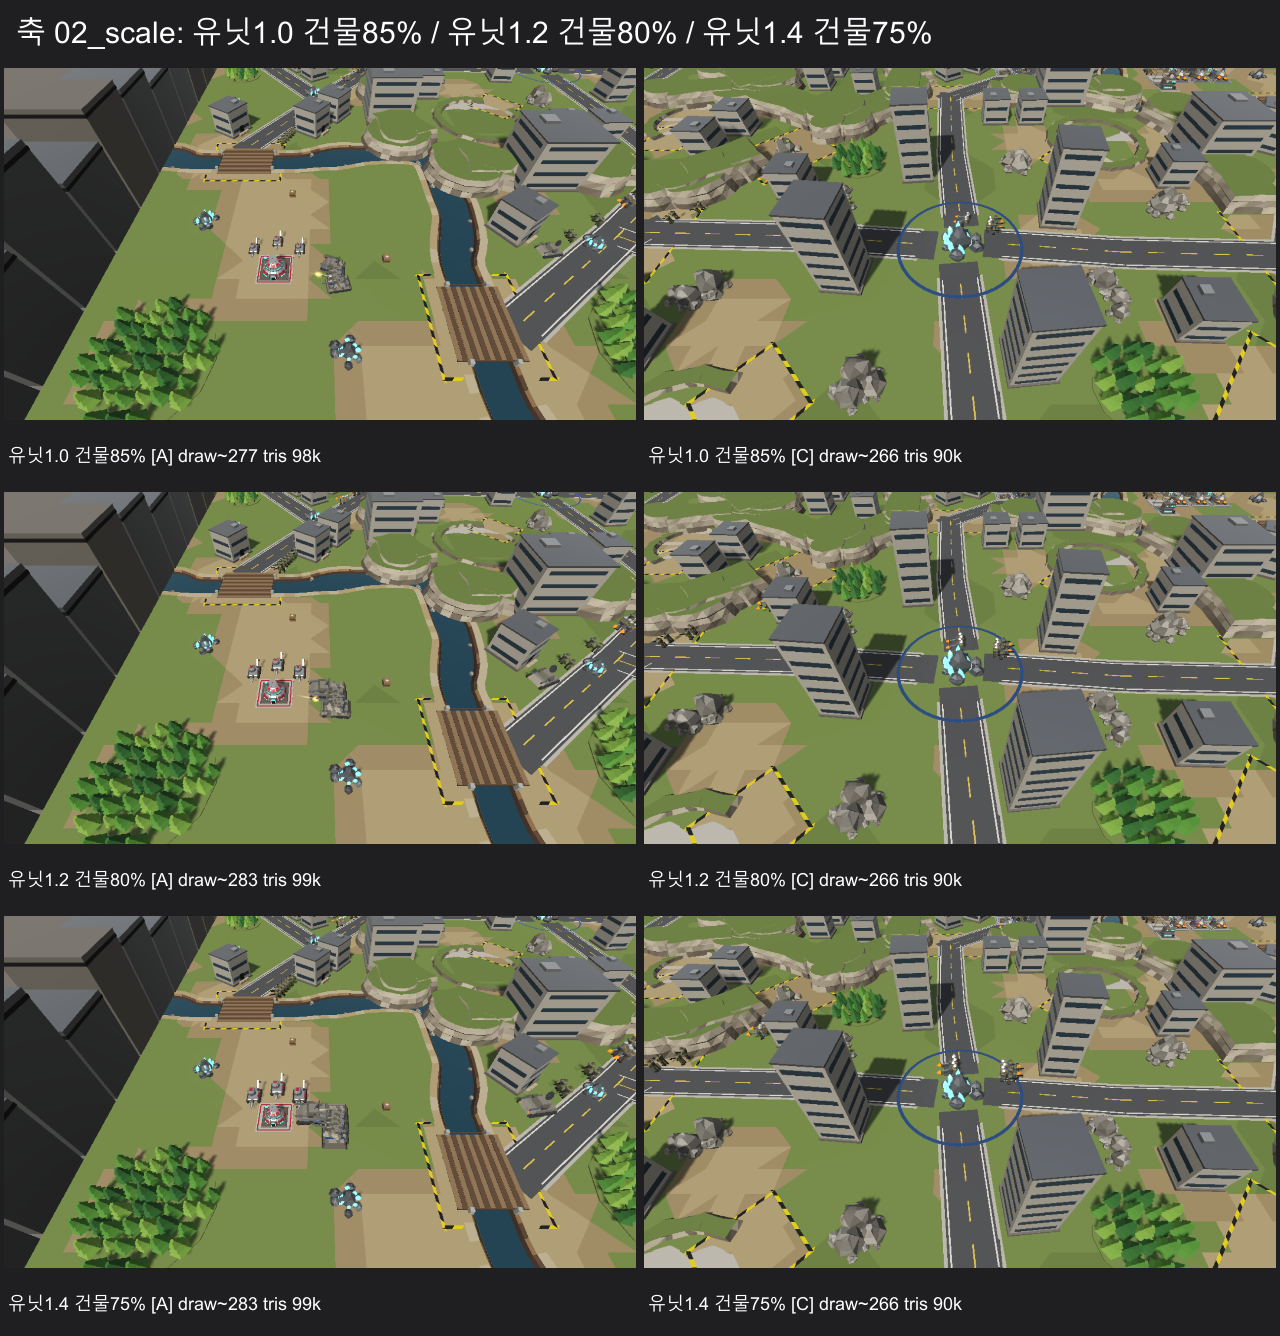 축 02_scale: 유닛1.0 건물85% / 유닛1.2 건물80% / 유닛1.4 건물75%
유닛1.0 건물85% [A] draw~277 tris 98k
유닛1.0 건물85% [C] draw~266 tris 90k
유닛1.2 건물80% [A] draw~283 tris 99k
유닛1.2 건물80% [C] draw~266 tris 90k
유닛1.4 건물75% [A] draw~283 tris 99k
유닛1.4 건물75% [C] draw~266 tris 90k